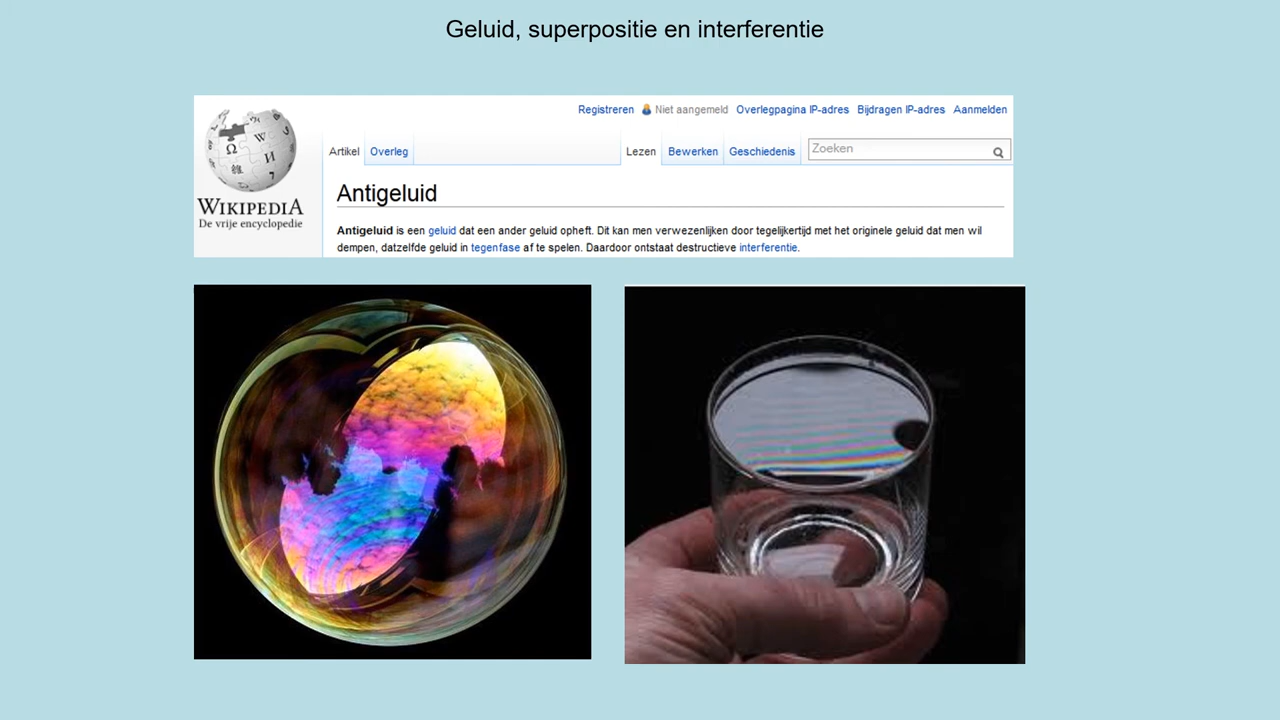 Geluid, superpositie en interferentie
Registreren Niet aangemeld Overlegpagina IP-adres Bijdragen IP-adres Aanmelden
Artikel Overleg Lezen Bewerken Geschiedenis Zoeken
WIKIPEDIA
De vrije encyclopedie
Antigeluid
Antigeluid is een geluid dat een ander geluid opheft. Dit kan men verwezenlijken door tegelijkertijd met het originele geluid dat men wil
dempen, datzelfde geluid in tegenfase af te spelen. Daardoor ontstaat destructieve interferentie.